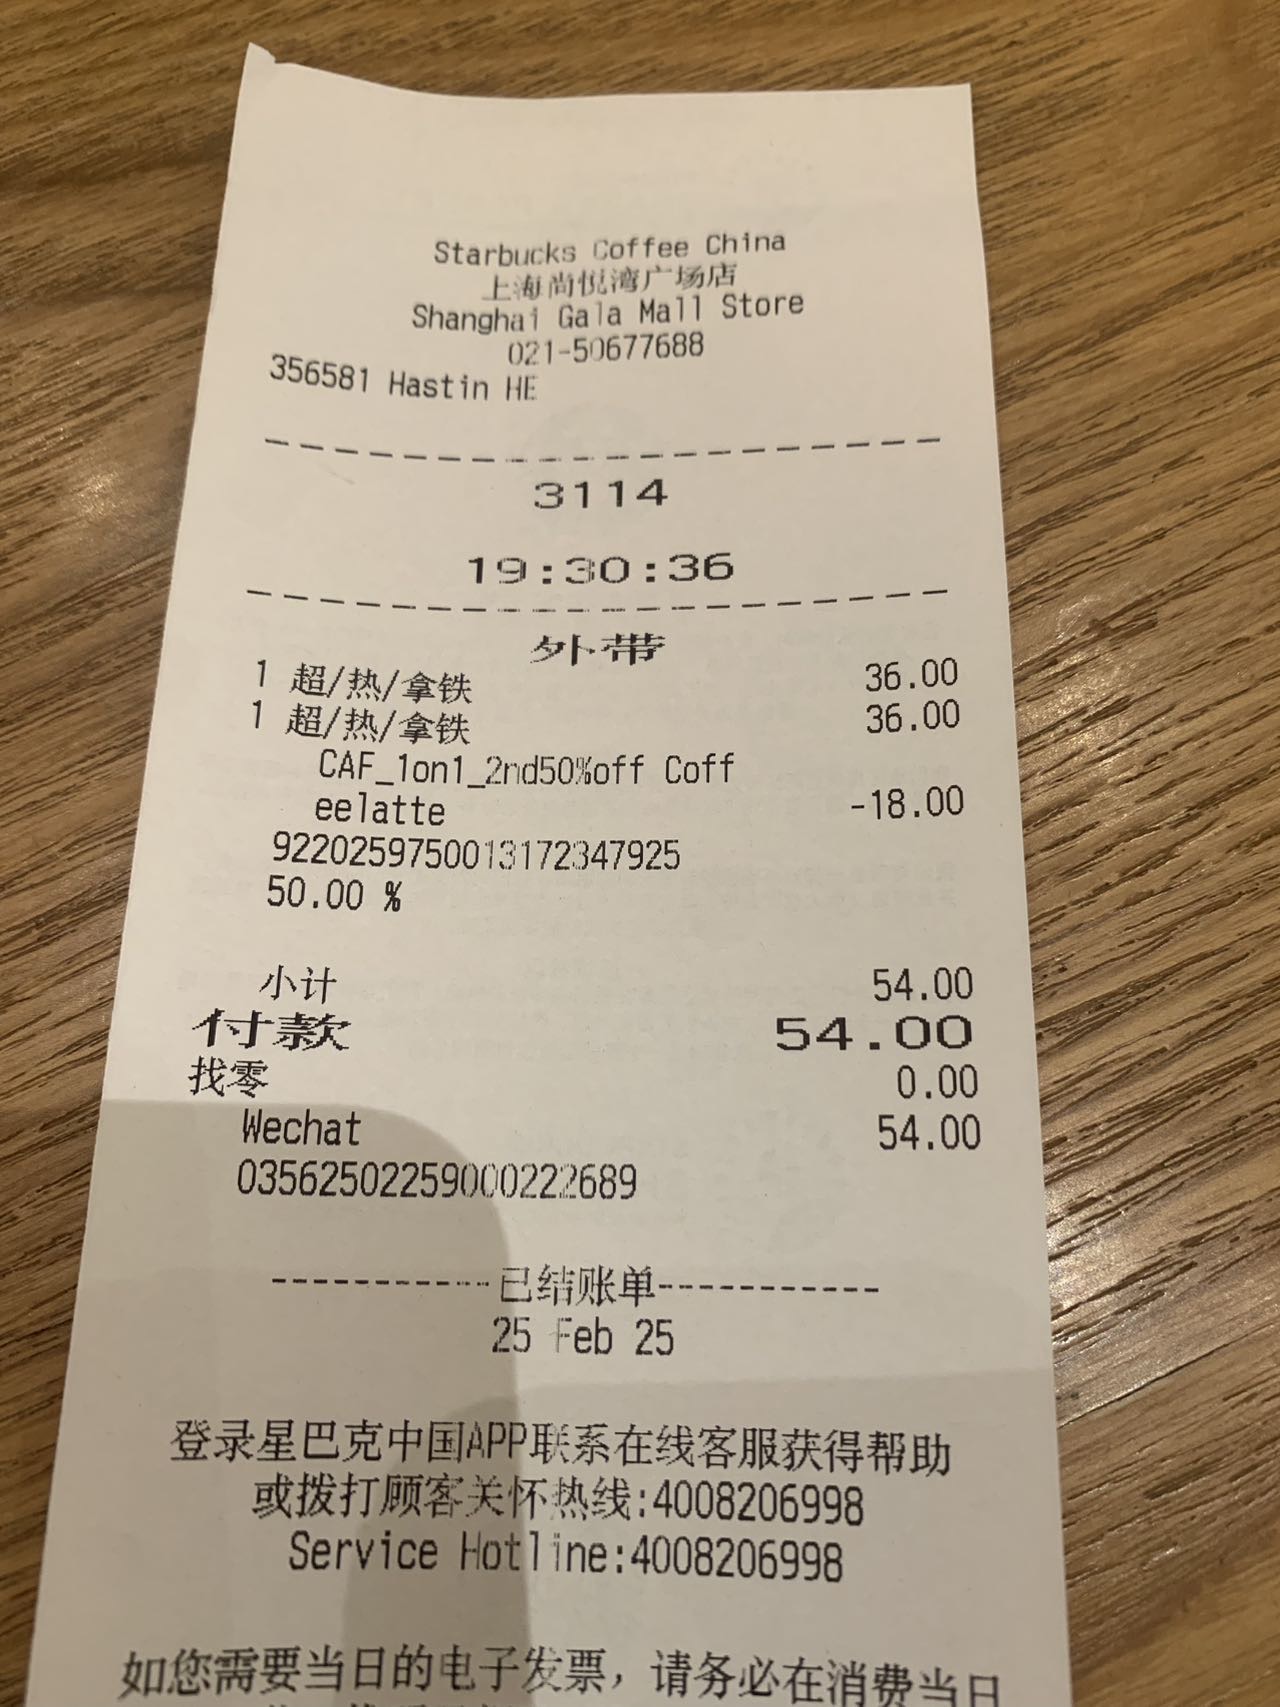 Starbucks Coffee China
上海尚悦湾广场店
Shanghai Gala Mall Store
021-50677688
356581 Hastin HE
3114
19:30:36
外带
1 超/热/拿铁 36.00
1 超/热/拿铁 36.00
CAF_1on1_2nd50%off Coff
eelatte -18.00
9220259750013172347925
50.00 %
小计 54.00
付款 54.00
找零 0.00
Wechat 54.00
035625022590002226​89
-----------已结账单-----------
25 Feb 25
登录星巴克中国APP联系在线客服获得帮助
或拨打顾客关怀热线:4008206998
Service Hotline:4008206998
如您需要当日的电子发票，请务必在消费当日